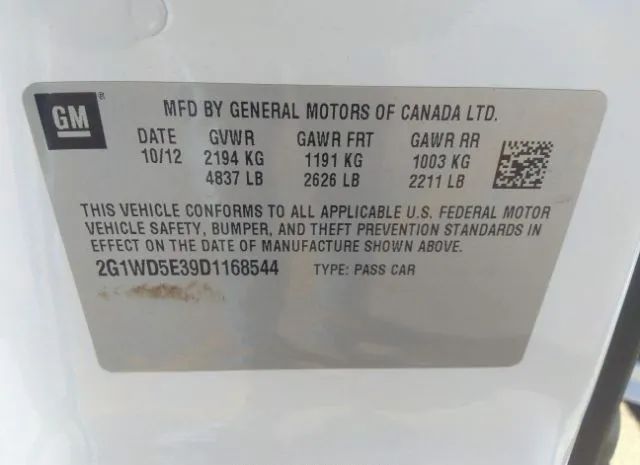 GM® MFD BY GENERAL MOTORS OF CANADA LTD.
DATE GVWR GAWR FRT GAWR RR
10/12 2194 KG 1191 KG 1003 KG
4837 LB 2626 LB 2211 LB
THIS VEHICLE CONFORMS TO ALL APPLICABLE U.S. FEDERAL MOTOR
VEHICLE SAFETY, BUMPER, AND THEFT PREVENTION STANDARDS
IN EFFECT ON THE DATE OF MANUFACTURE SHOWN ABOVE.
2G1WD5E39D1168544 TYPE: PASS CAR